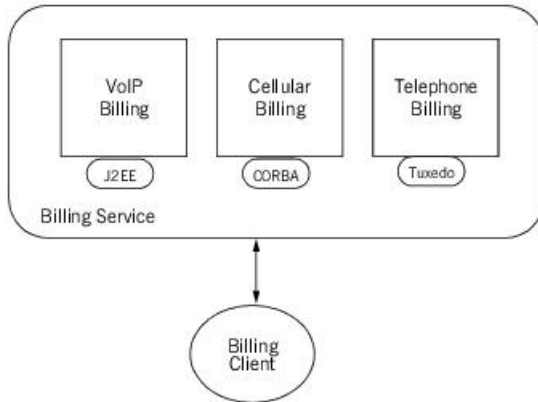 VoIP
Billing
Cellular
Billing
Telephone
Billing
J2EE
CORBA
Tuxedo
Billing Service
Billing
Client